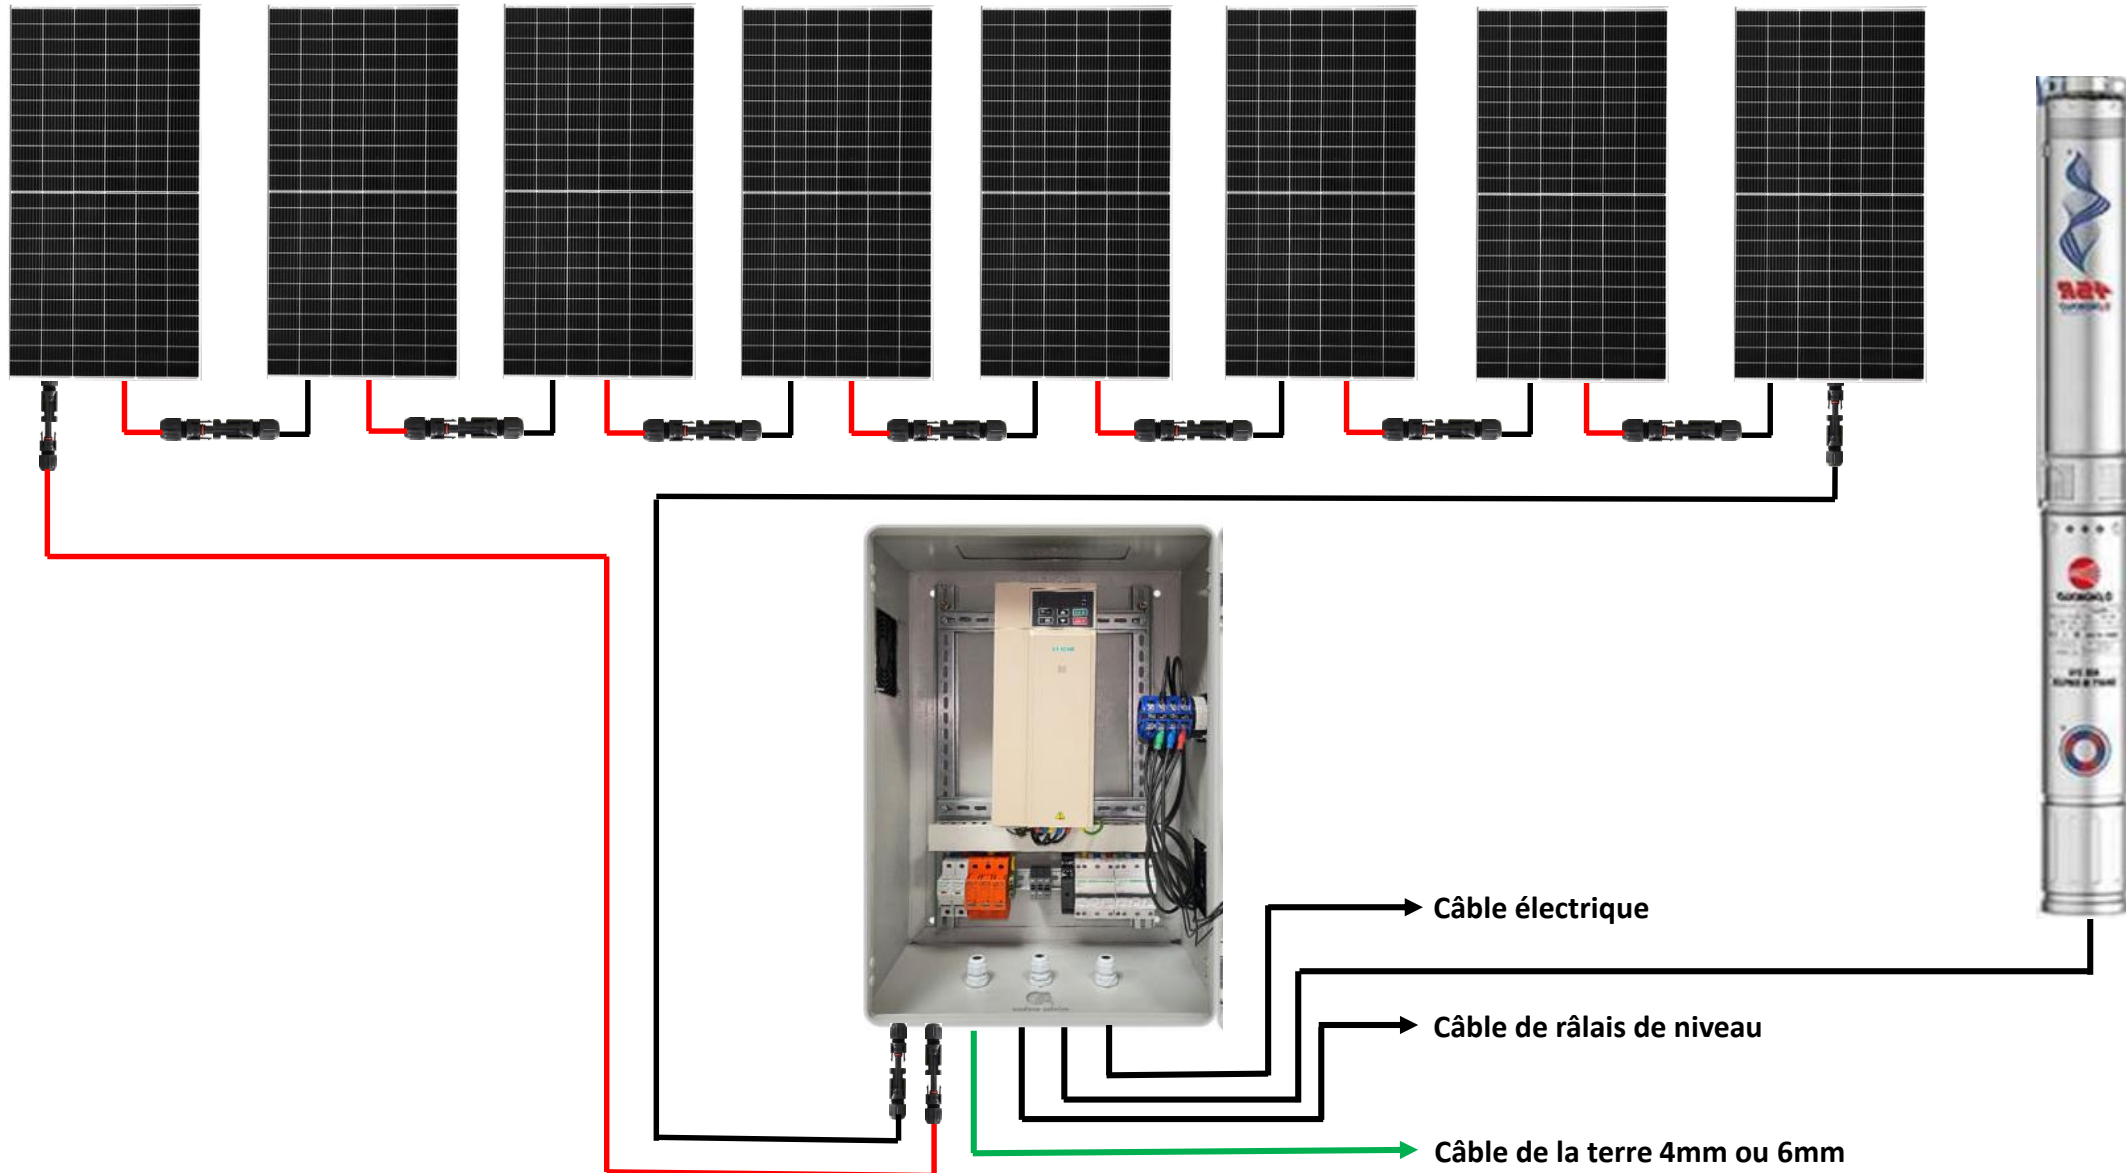 Câble électrique
Câble de râlais de niveau
Câble de la terre 4mm ou 6mm